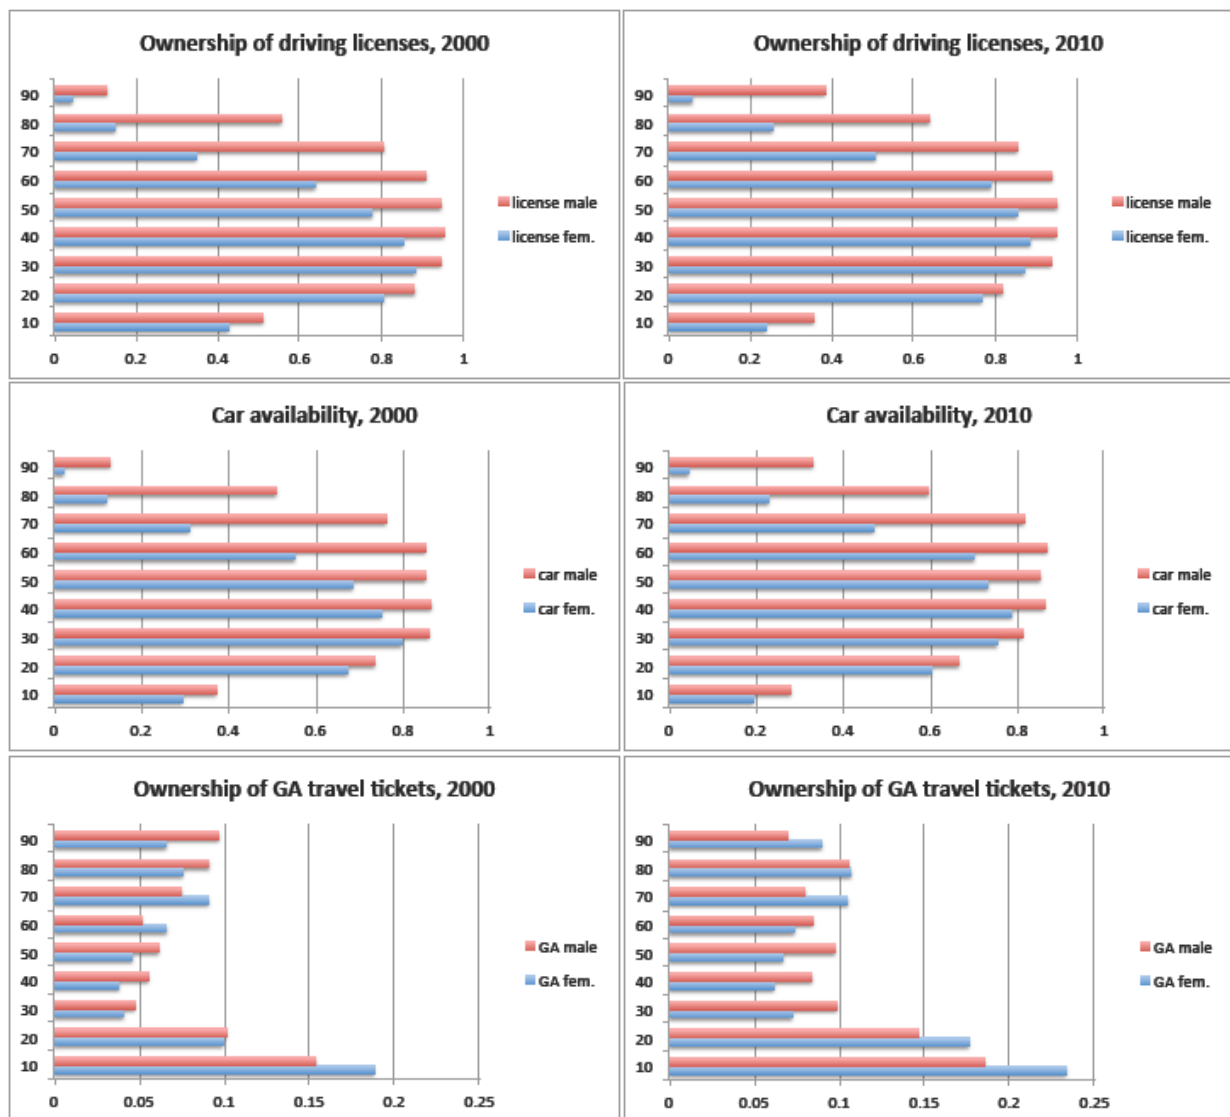 Ownership of driving licenses, 2000
90
80
70
60
50
40
30
20
10
0 0.2 0.4 0.6 0.8 1
license male
license fem.
Ownership of driving licenses, 2010
90
80
70
60
50
40
30
20
10
0 0.2 0.4 0.6 0.8 1
license male
license fem.
Car availability, 2000
90
80
70
60
50
40
30
20
10
0 0.2 0.4 0.6 0.8 1
car male
car fem.
Car availability, 2010
90
80
70
60
50
40
30
20
10
0 0.2 0.4 0.6 0.8 1
car male
car fem.
Ownership of GA travel tickets, 2000
90
80
70
60
50
40
30
20
10
0 0.05 0.1 0.15 0.2 0.25
GA male
GA fem.
Ownership of GA travel tickets, 2010
90
80
70
60
50
40
30
20
10
0 0.05 0.1 0.15 0.2 0.25
GA male
GA fem.